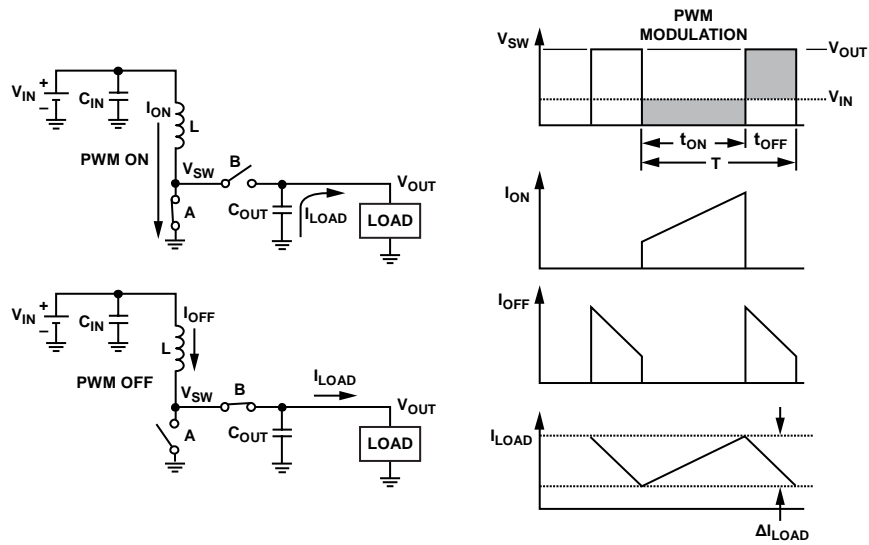 VIN
+
–
CIN
ION
L
PWM ON
VSW
B
A
COUT
ILOAD
VOUT
LOAD
VIN
+
–
CIN
IOFF
L
PWM OFF
VSW
B
ILOAD
A
COUT
VOUT
LOAD
PWM
MODULATION
VSW
VOUT
VIN
tON
tOFF
T
ION
IOFF
ILOAD
ΔILOAD